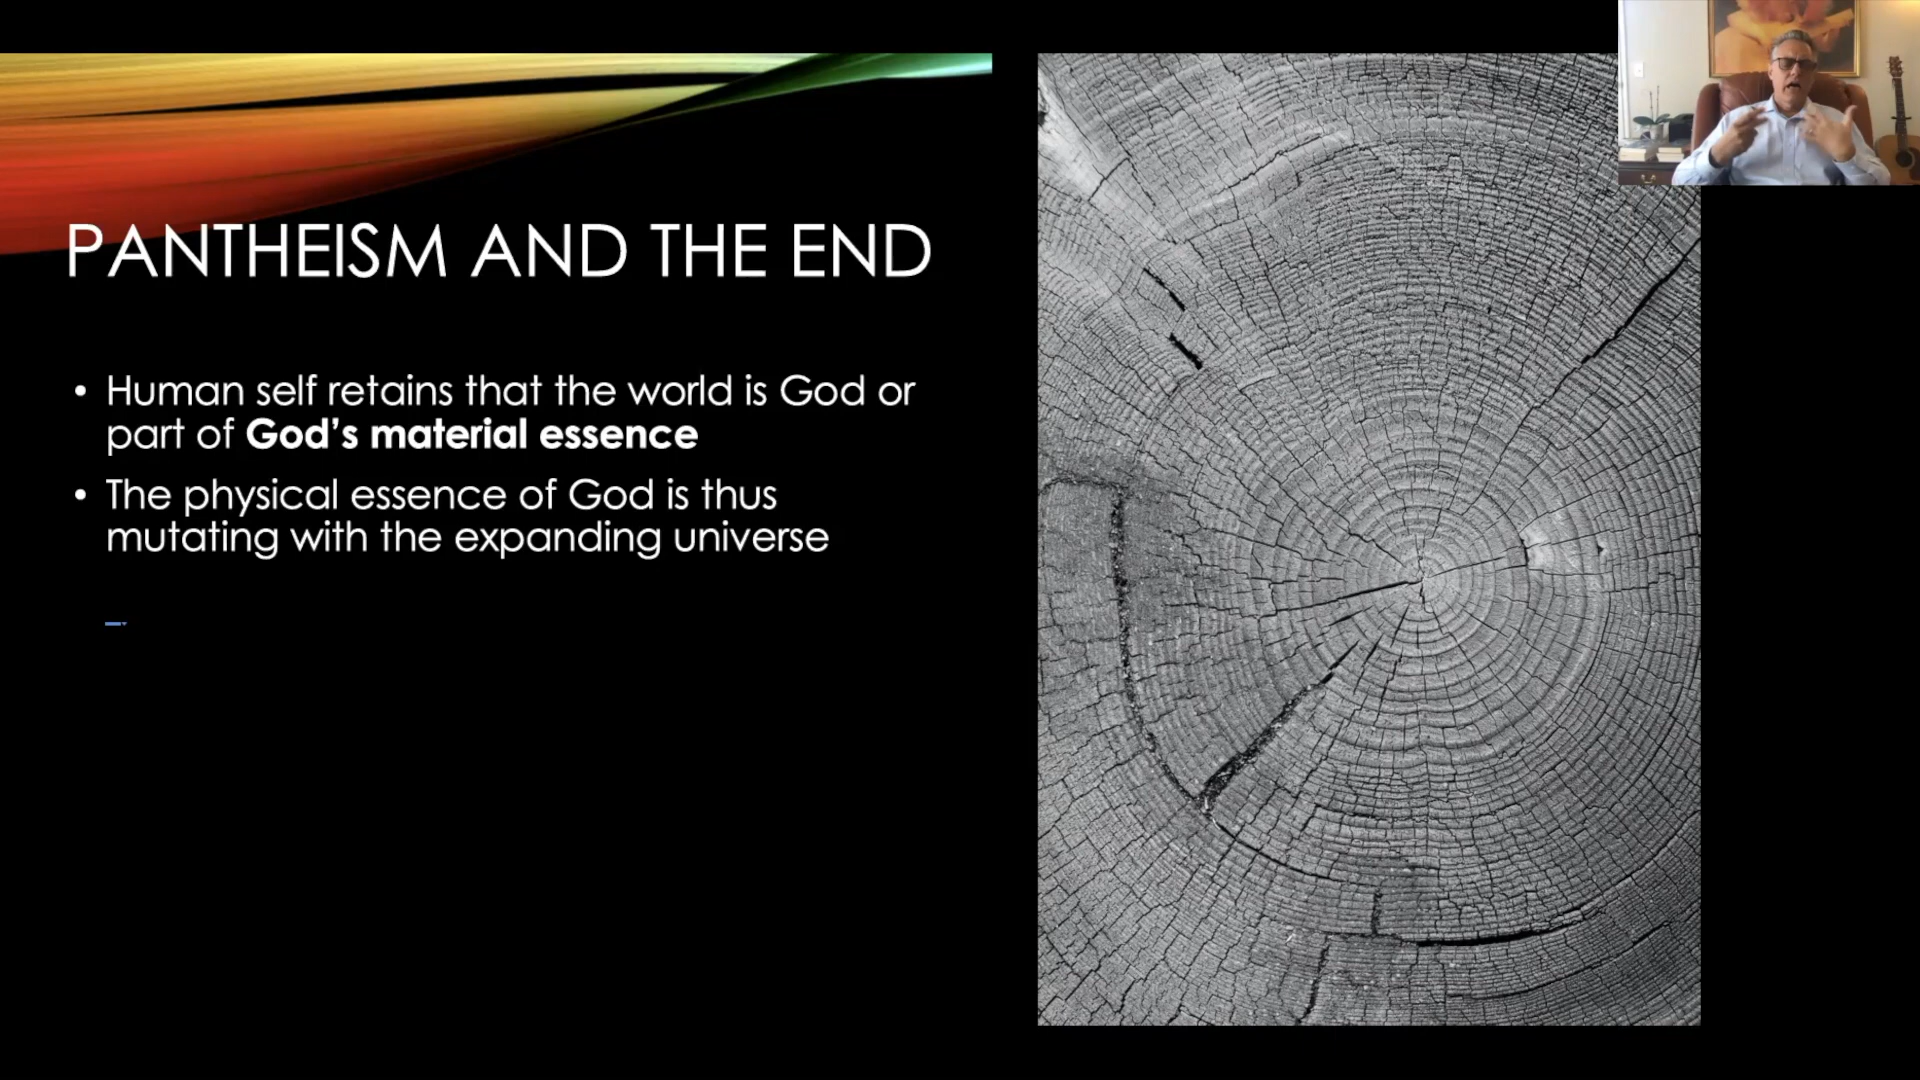 PANTHEISM AND THE END
• Human self retains that the world is God or
part of God's material essence
• The physical essence of God is thus
mutating with the expanding universe